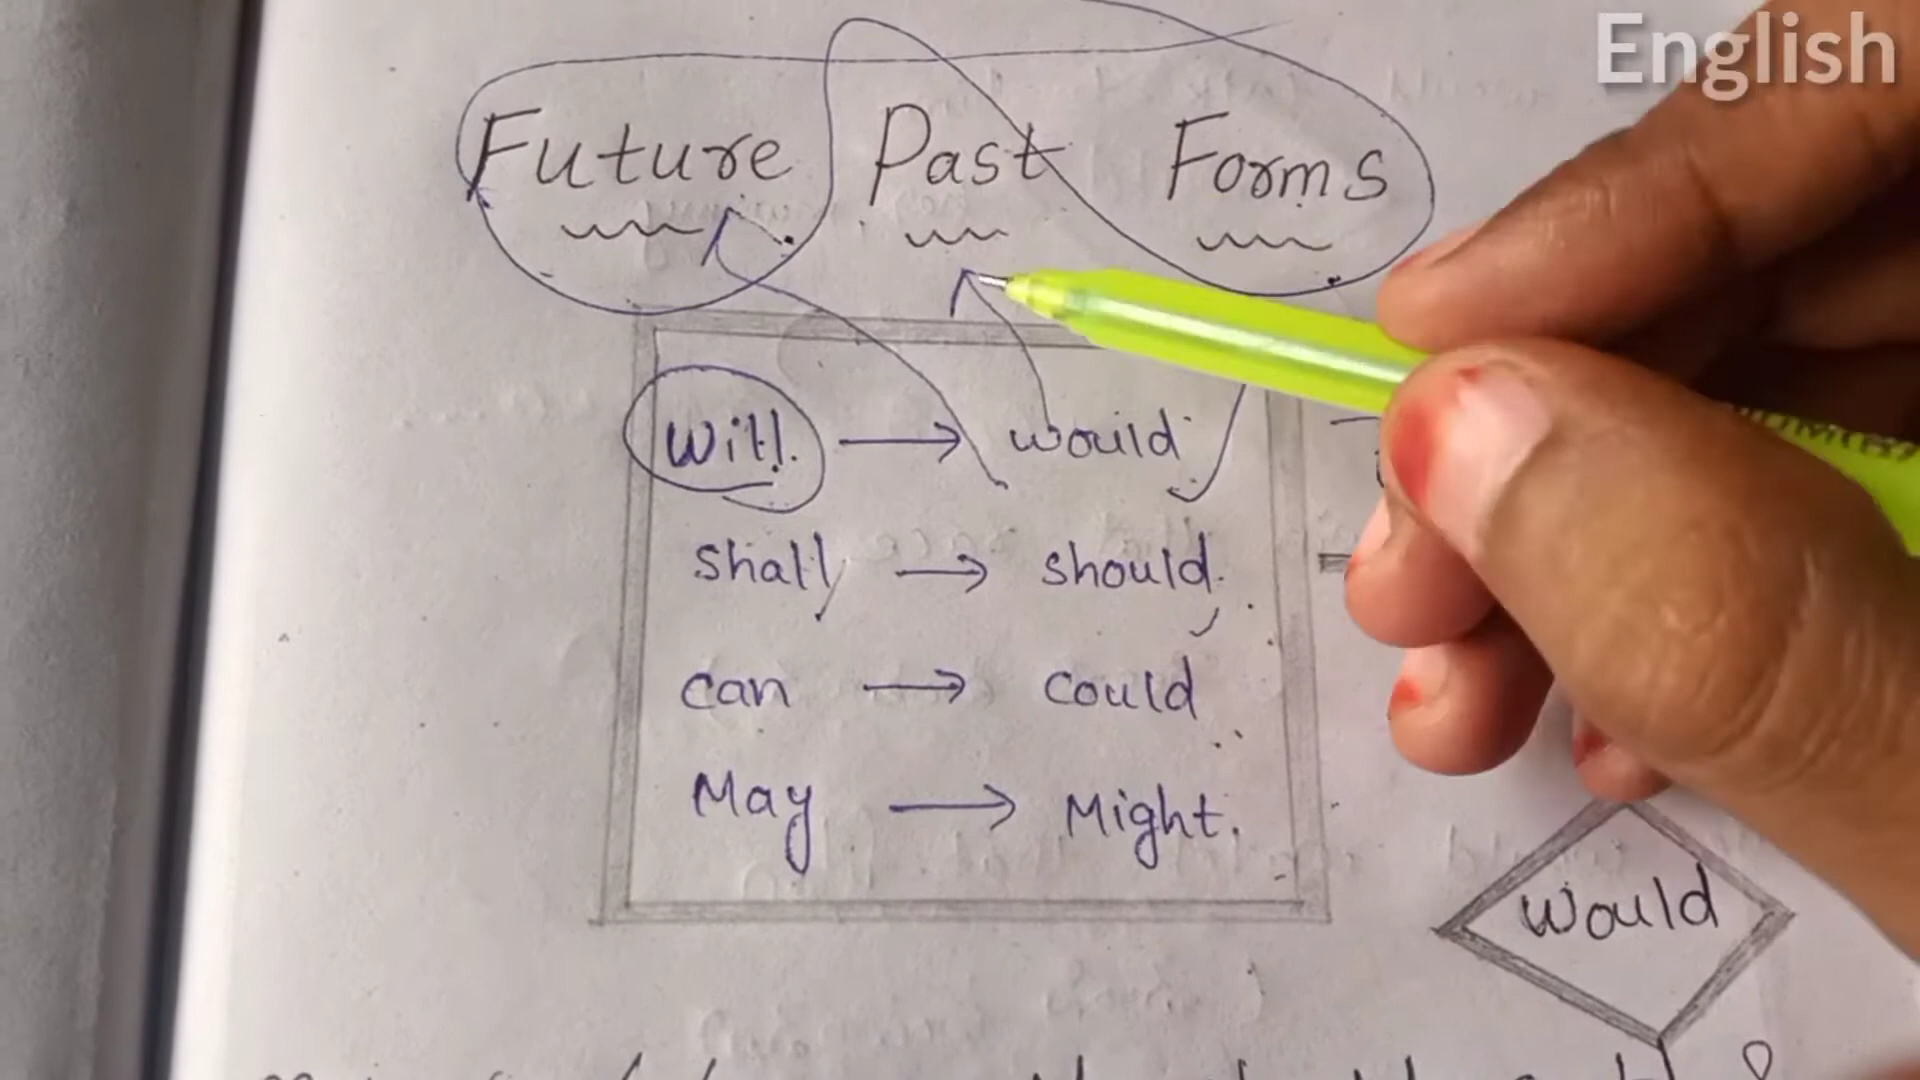 English
Future Past Forms
Will → would
shall → should
can → could
May → Might.
would